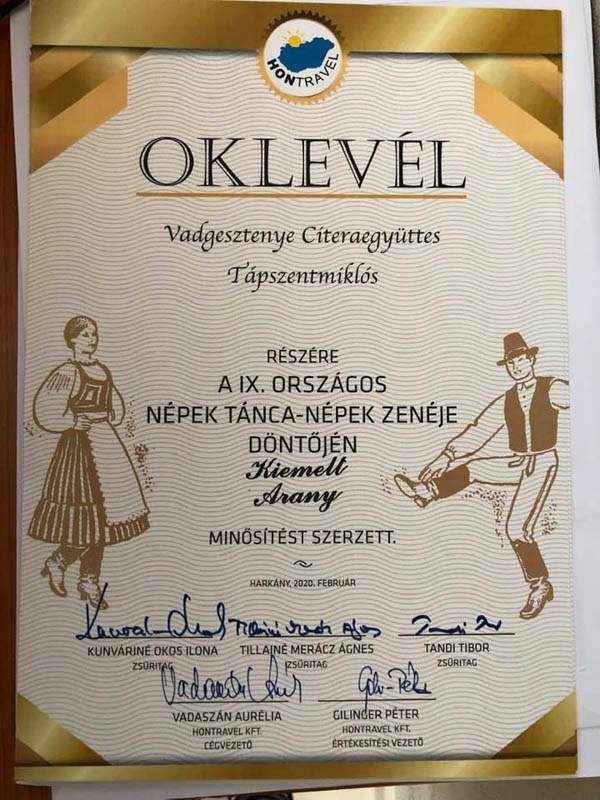 HONTRAVEL
OKLEVÉL
Vadgesztenye Citeraegyüttes
Tápszentmiklós
RÉSZÉRE
A IX. ORSZÁGOS
NÉPEK TÁNCA-NÉPEK ZENÉJE
DÖNTŐJÉN
Kiemelt
Arany
MINŐSÍTÉST SZERZETT.
HARKÁNY, 2020. FEBRUÁR
KUNVÁRINÉ OKOS ILONA TILLAINÉ MERÁCZ ÁGNES TANDI TIBOR
ZSŰRITAG ZSŰRITAG ZSŰRITAG
VADASZÁN AURÉLIA GILINGER PÉTER
HONTRAVEL KFT. HONTRAVEL KFT.
CÉGVEZETŐ ÉRTÉKESÍTÉSI VEZETŐ